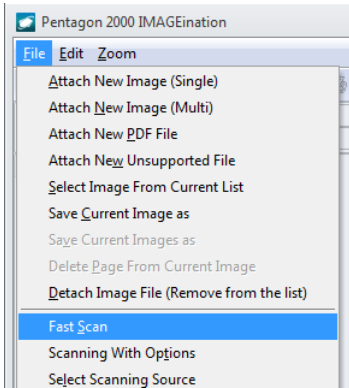 Pentagon 2000 IMAGEination
File Edit Zoom
Attach New Image (Single)
Attach New Image (Multi)
Attach New PDF File
Attach New Unsupported File
Select Image From Current List
Save Current Image as
Save Current Images as
Delete Page From Current Image
Detach Image File (Remove from the list)
Fast Scan
Scanning With Options
Select Scanning Source